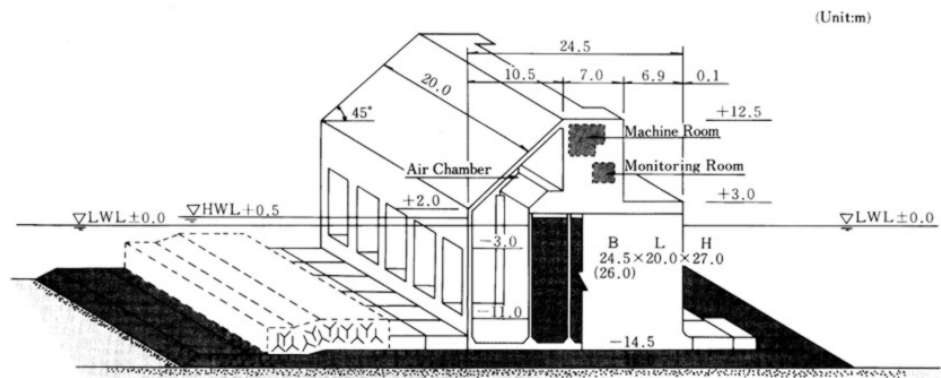 (Unit:m)
24.5
10.5 7.0 6.9 0.1
20.0
45°
+12.5
Machine Room
Air Chamber
Monitoring Room
+2.0
+3.0
▽LWL±0.0
▽HWL+0.5
▽LWL±0.0
-3.0
B L H
24.5×20.0×27.0
(26.0)
-11.0
-14.5